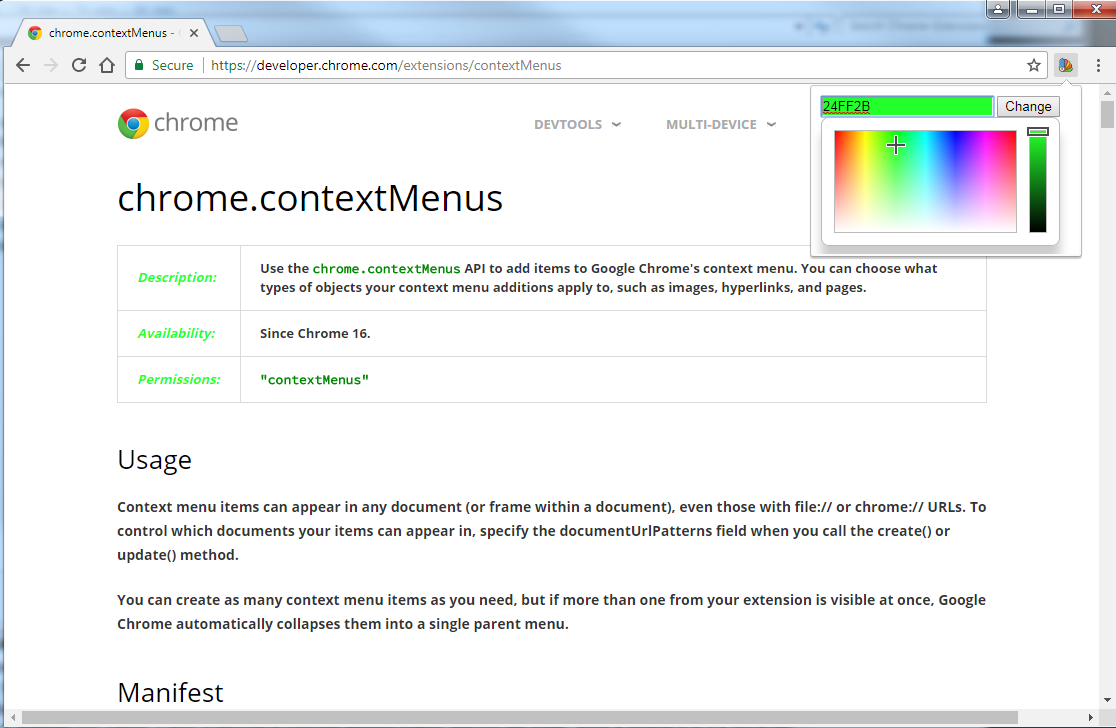 chrome.contextMenus -
Secure
https://developer.chrome.com/extensions/contextMenus
24FF2B
Change
chrome
DEVTOOLS
MULTI-DEVICE
chrome.contextMenus
Description:
Use the chrome.contextMenus API to add items to Google Chrome's context menu. You can choose what
types of objects your context menu additions apply to, such as images, hyperlinks, and pages.
Availability:
Since Chrome 16.
Permissions:
"contextMenus"
Usage
Context menu items can appear in any document (or frame within a document), even those with file:// or chrome:// URLs. To
control which documents your items can appear in, specify the documentUrlPatterns field when you call the create() or
update() method.
You can create as many context menu items as you need, but if more than one from your extension is visible at once, Google
Chrome automatically collapses them into a single parent menu.
Manifest